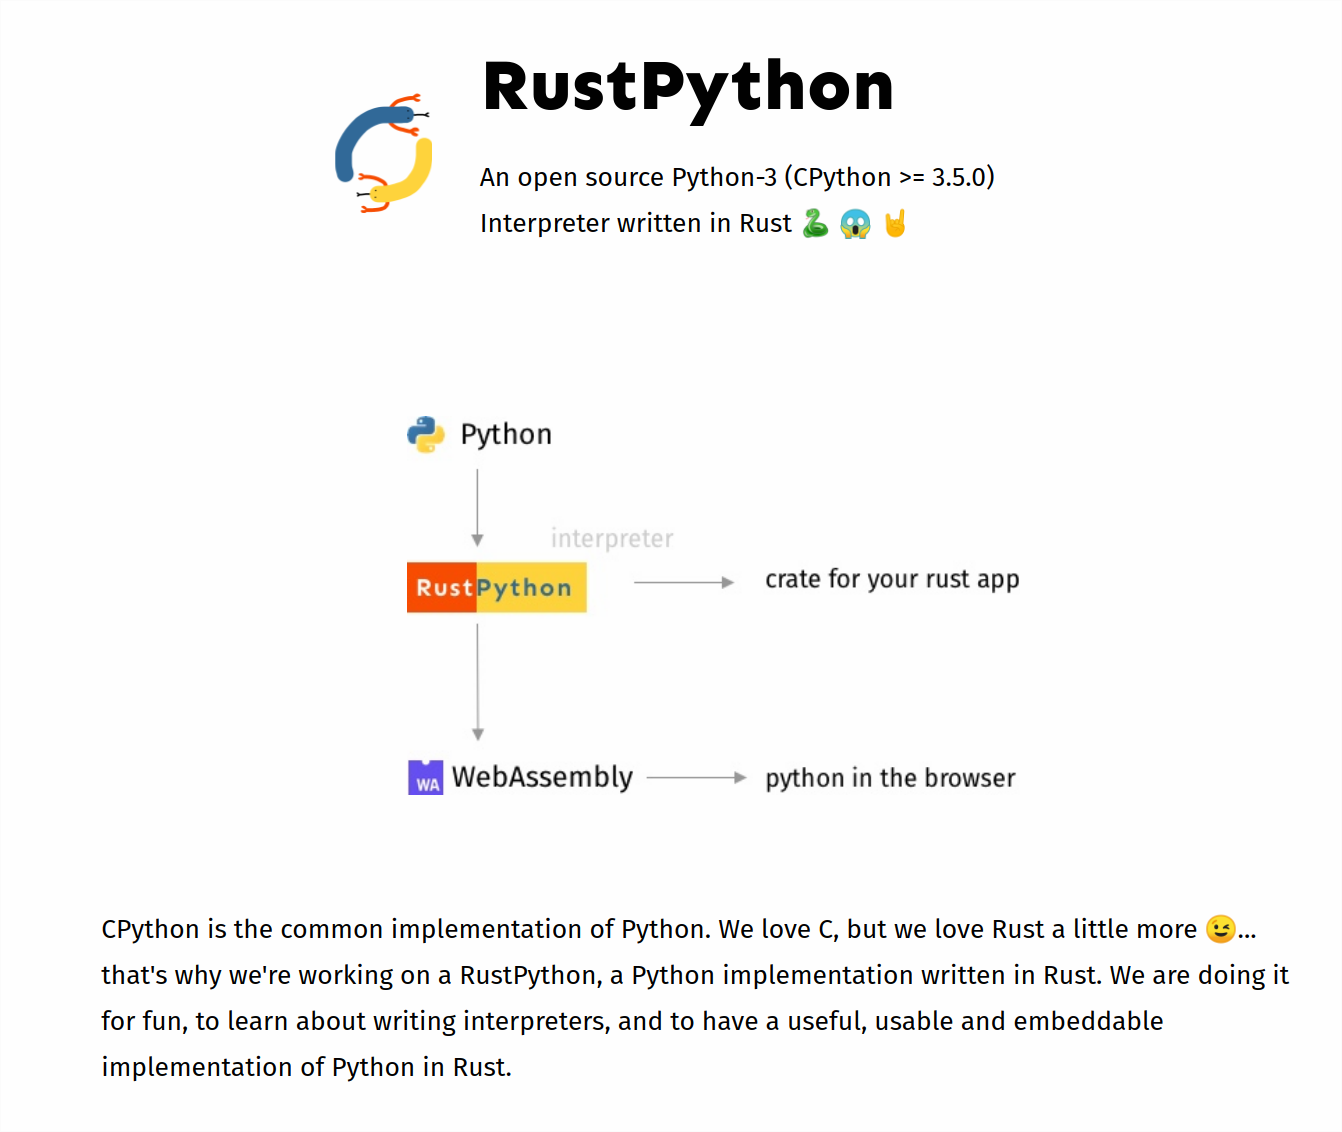 RustPython
An open source Python-3 (CPython >= 3.5.0)
Interpreter written in Rust 🐍 😱 🤘
Python
interpreter
RustPython
crate for your rust app
WA WebAssembly
python in the browser
CPython is the common implementation of Python. We love C, but we love Rust a little more 😉...
that's why we're working on a RustPython, a Python implementation written in Rust. We are doing it
for fun, to learn about writing interpreters, and to have a useful, usable and embeddable
implementation of Python in Rust.